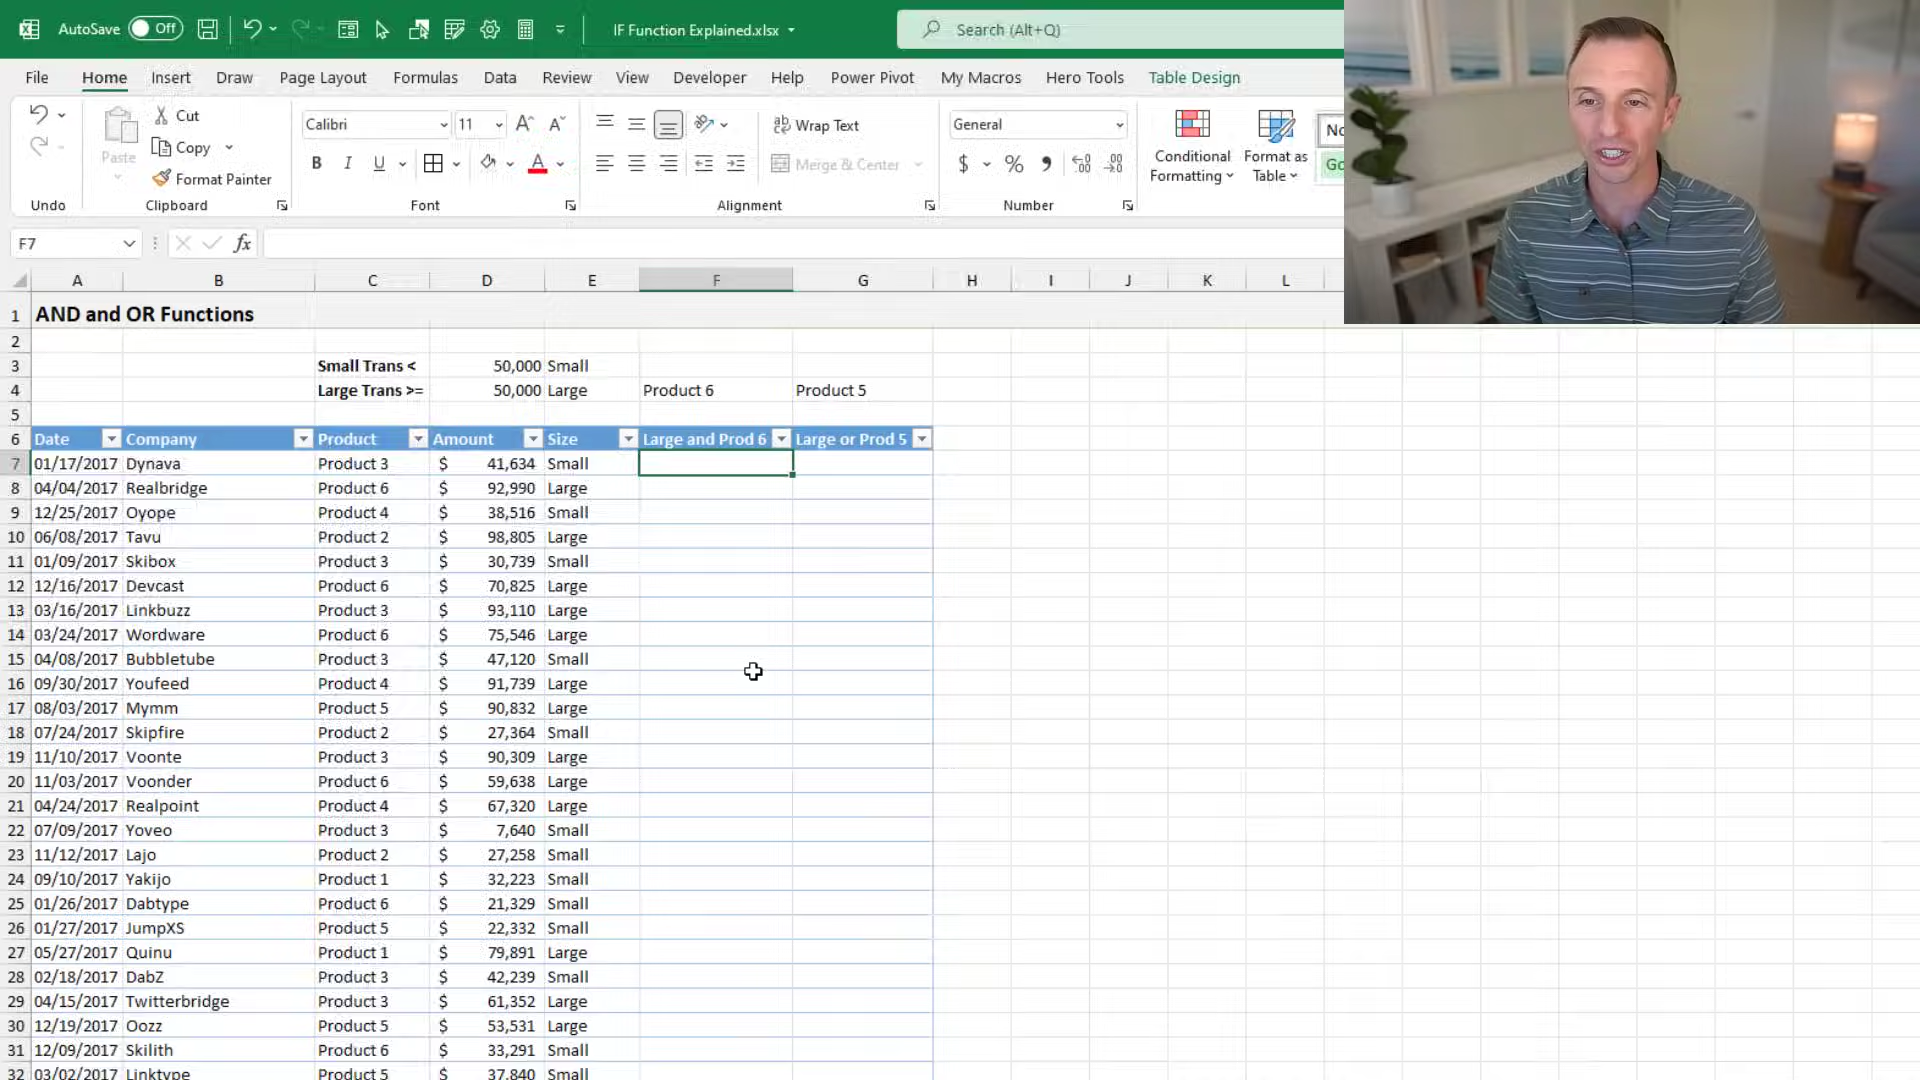 AutoSave Off IF Function Explained.xlsx Search (Alt+Q)
File Home Insert Draw Page Layout Formulas Data Review View Developer Help Power Pivot My Macros Hero Tools Table Design
Paste Cut Calibri 11 Wrap Text General
Copy B I U Merge & Center $ % Conditional Formatting Format as Table
Format Painter
Undo Clipboard Font Alignment Number
F7 fx
A B C D E F G H I J K L
1 AND and OR Functions
2
3 Small Trans < 50,000 Small
4 Large Trans >= 50,000 Large Product 6 Product 5
5
6 Date Company Product Amount Size Large and Prod 6 Large or Prod 5
7 01/17/2017 Dynava Product 3 $ 41,634 Small
8 04/04/2017 Realbridge Product 6 $ 92,990 Large
9 12/25/2017 Oyope Product 4 $ 38,516 Small
10 06/08/2017 Tavu Product 2 $ 98,805 Large
11 01/09/2017 Skibox Product 3 $ 30,739 Small
12 12/16/2017 Devcast Product 6 $ 70,825 Large
13 03/16/2017 Linkbuzz Product 3 $ 93,110 Large
14 03/24/2017 Wordware Product 6 $ 75,546 Large
15 04/08/2017 Bubbletube Product 3 $ 47,120 Small
16 09/30/2017 Youfeed Product 4 $ 91,739 Large
17 08/03/2017 Mymm Product 5 $ 90,832 Large
18 07/24/2017 Skipfire Product 2 $ 27,364 Small
19 11/10/2017 Voonte Product 3 $ 90,309 Large
20 11/03/2017 Voonder Product 6 $ 59,638 Large
21 04/24/2017 Realpoint Product 4 $ 67,320 Large
22 07/09/2017 Yoveo Product 3 $ 7,640 Small
23 11/12/2017 Lajo Product 2 $ 27,258 Small
24 09/10/2017 Yakijo Product 1 $ 32,223 Small
25 01/26/2017 Dabtype Product 6 $ 21,329 Small
26 01/27/2017 JumpXS Product 5 $ 22,332 Small
27 05/27/2017 Quinu Product 1 $ 79,891 Large
28 02/18/2017 DabZ Product 3 $ 42,239 Small
29 04/15/2017 Twitterbridge Product 3 $ 61,352 Large
30 12/19/2017 Oozz Product 5 $ 53,531 Large
31 12/09/2017 Skilith Product 6 $ 33,291 Small
32 03/02/2017 Linktype Product 5 $ 37,840 Small